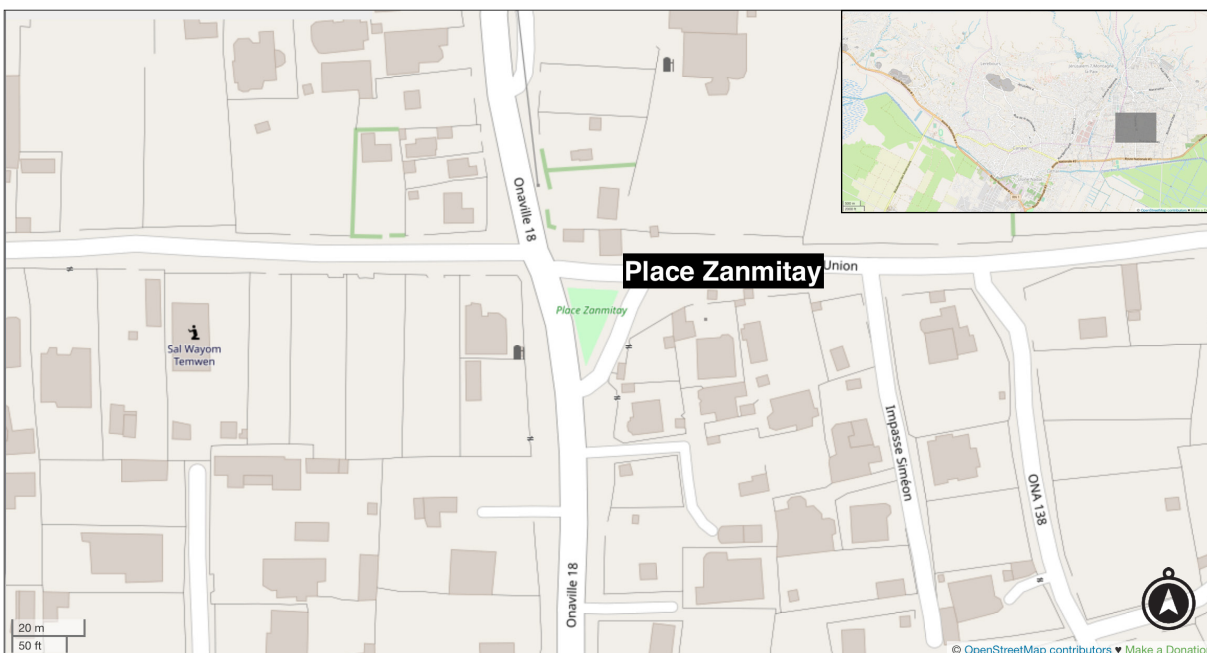 Onaville 18
Place Zanmitay
Union
Place Zanmitay
Sal Wayom
Temwen
Impasse Siméon
ONA 138
Onaville 18
20 m
50 ft
© OpenStreetMap contributors ♥ Make a Donation